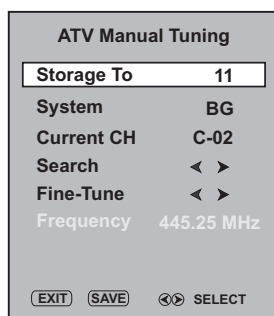 ATV Manual Tuning
Storage To 11
System BG
Current CH C-02
Search
Fine-Tune
Frequency 445.25 MHz
EXIT SAVE SELECT